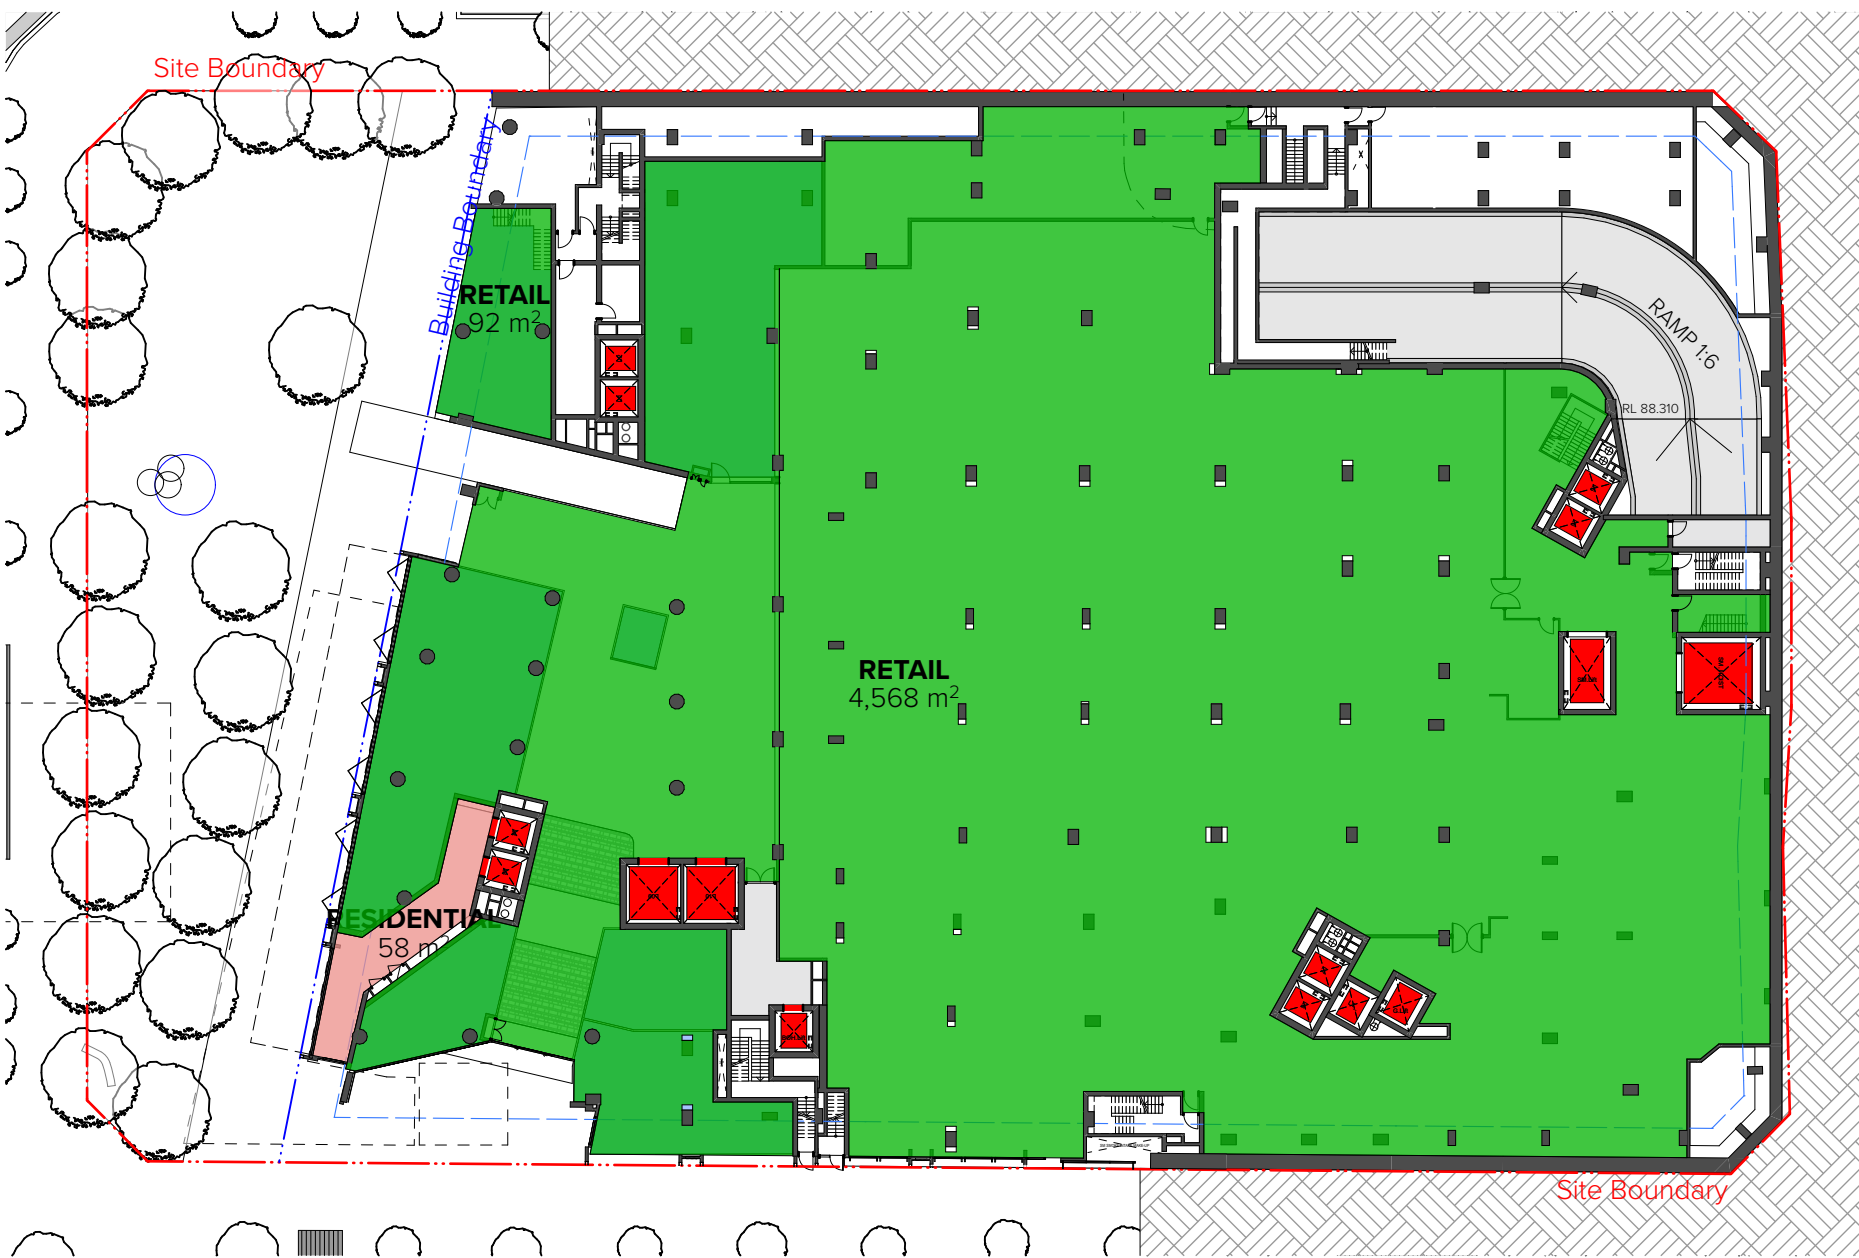 Site Boundary
Building Boundary
RETAIL
92 m²
RAMP 1:6
RL 88.310
RETAIL
4,568 m²
RESIDENTIAL
58 m²
Site Boundary